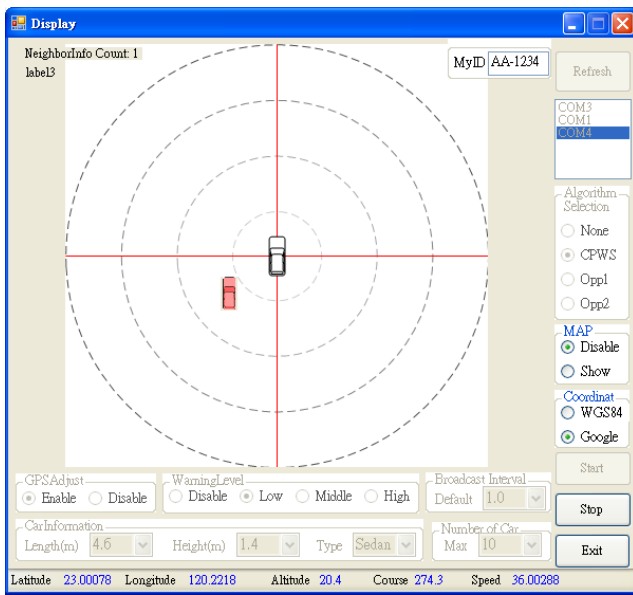 Display
NeighborInfo Count: 1
label3
MyID AA-1234
Refresh
COM3
COM1
COM4
Algorithm
Selection
None
CPWS
Opp1
Opp2
MAP
Disable
Show
Coordinat
WGS84
Google
Start
Stop
Exit
GPSAdjust
Enable Disable
WarningLevel
Disable Low Middle High
Broadcast Interval
Default 1.0
CarInformation
Length(m) 4.6 Height(m) 1.4 Type Sedan
Number of Car
Max 10
Latitude 23.00078 Longitude 120.2218 Altitude 20.4 Course 274.3 Speed 36.00288